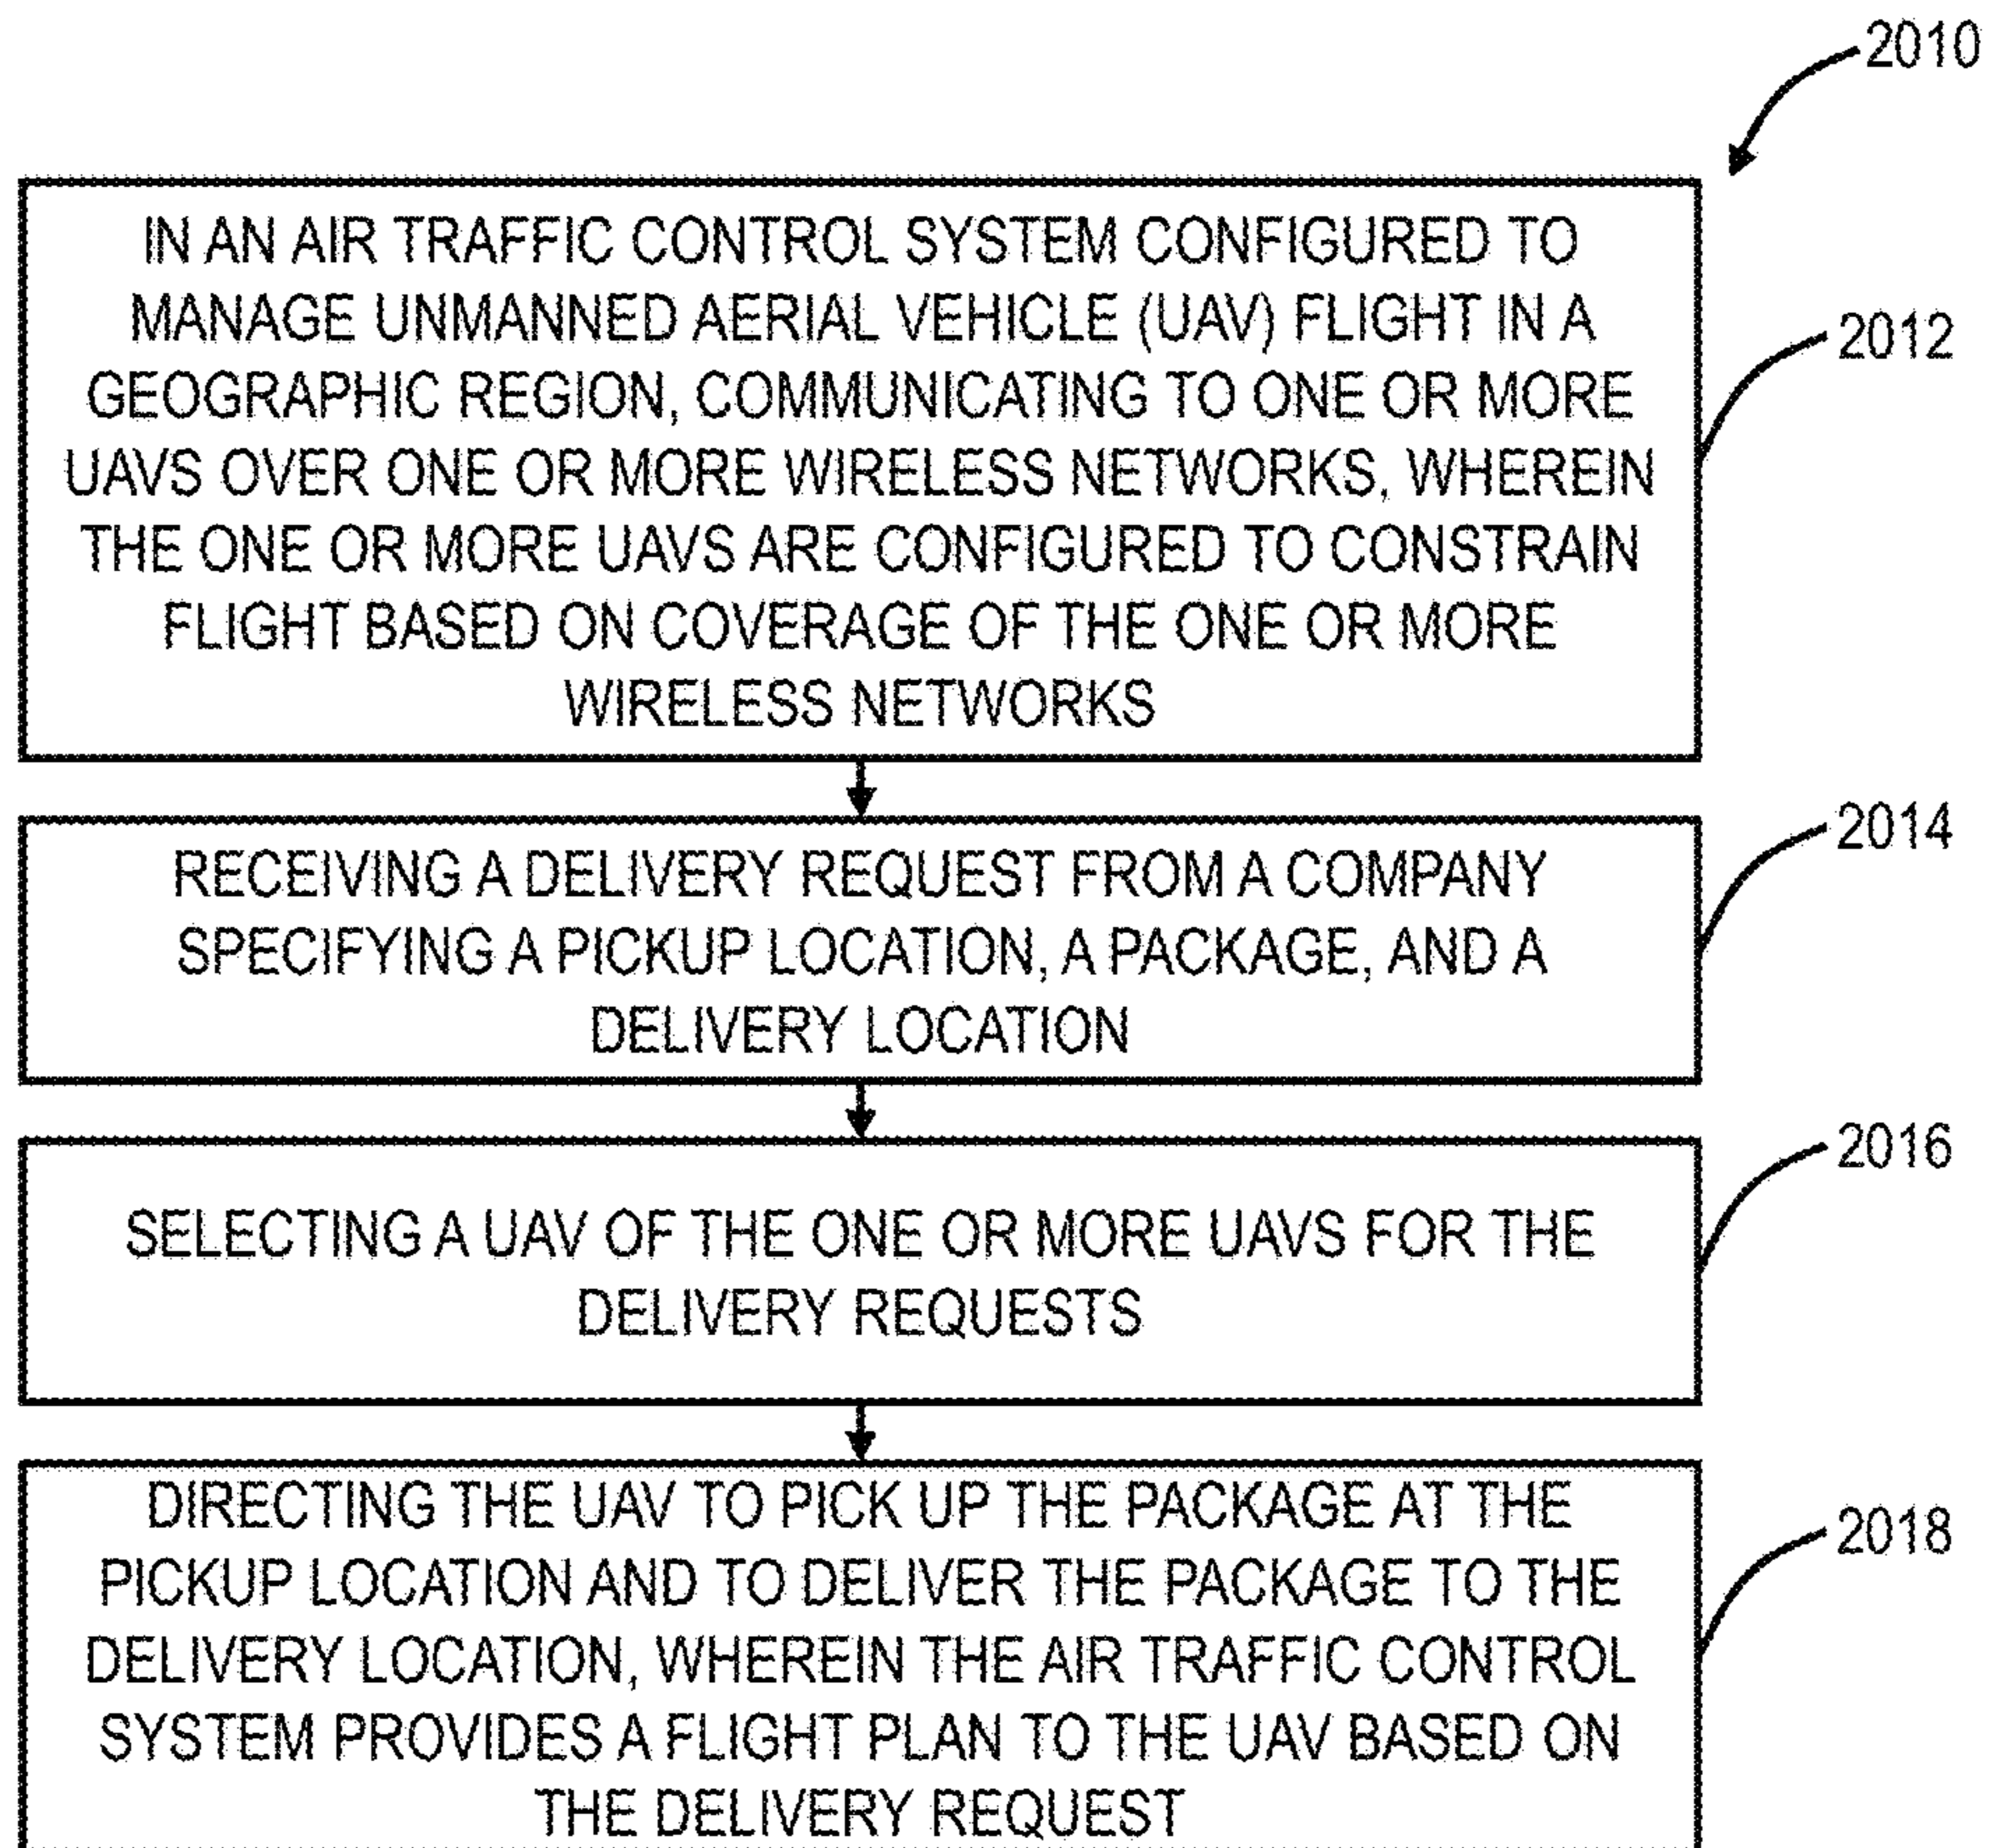 2010
IN AN AIR TRAFFIC CONTROL SYSTEM CONFIGURED TO
MANAGE UNMANNED AERIAL VEHICLE (UAV) FLIGHT IN A
GEOGRAPHIC REGION, COMMUNICATING TO ONE OR MORE
UAVS OVER ONE OR MORE WIRELESS NETWORKS, WHEREIN
THE ONE OR MORE UAVS ARE CONFIGURED TO CONSTRAIN
FLIGHT BASED ON COVERAGE OF THE ONE OR MORE
WIRELESS NETWORKS
2012
RECEIVING A DELIVERY REQUEST FROM A COMPANY
SPECIFYING A PICKUP LOCATION, A PACKAGE, AND A
DELIVERY LOCATION
2014
SELECTING A UAV OF THE ONE OR MORE UAVS FOR THE
DELIVERY REQUESTS
2016
DIRECTING THE UAV TO PICK UP THE PACKAGE AT THE
PICKUP LOCATION AND TO DELIVER THE PACKAGE TO THE
DELIVERY LOCATION, WHEREIN THE AIR TRAFFIC CONTROL
SYSTEM PROVIDES A FLIGHT PLAN TO THE UAV BASED ON
THE DELIVERY REQUEST
2018